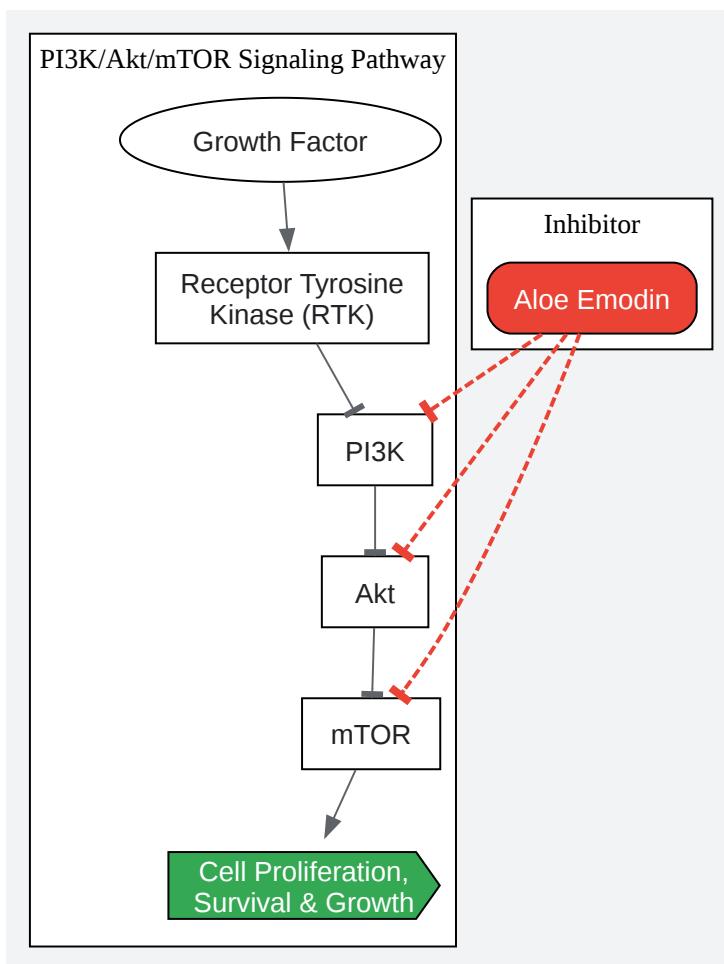 PI3K/Akt/mTOR Signaling Pathway
Growth Factor
Receptor Tyrosine
Kinase (RTK)
PI3K
Akt
mTOR
Cell Proliferation,
Survival & Growth
Inhibitor
Aloe Emodin